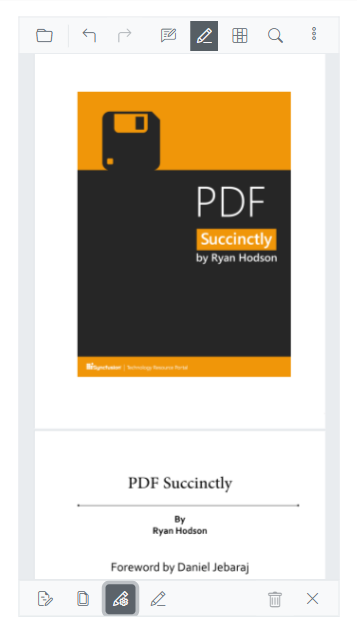 PDF
Succinctly
by Ryan Hodson
Syncfusion | Technology Resource Portal
PDF Succinctly
By
Ryan Hodson
Foreword by Daniel Jebaraj